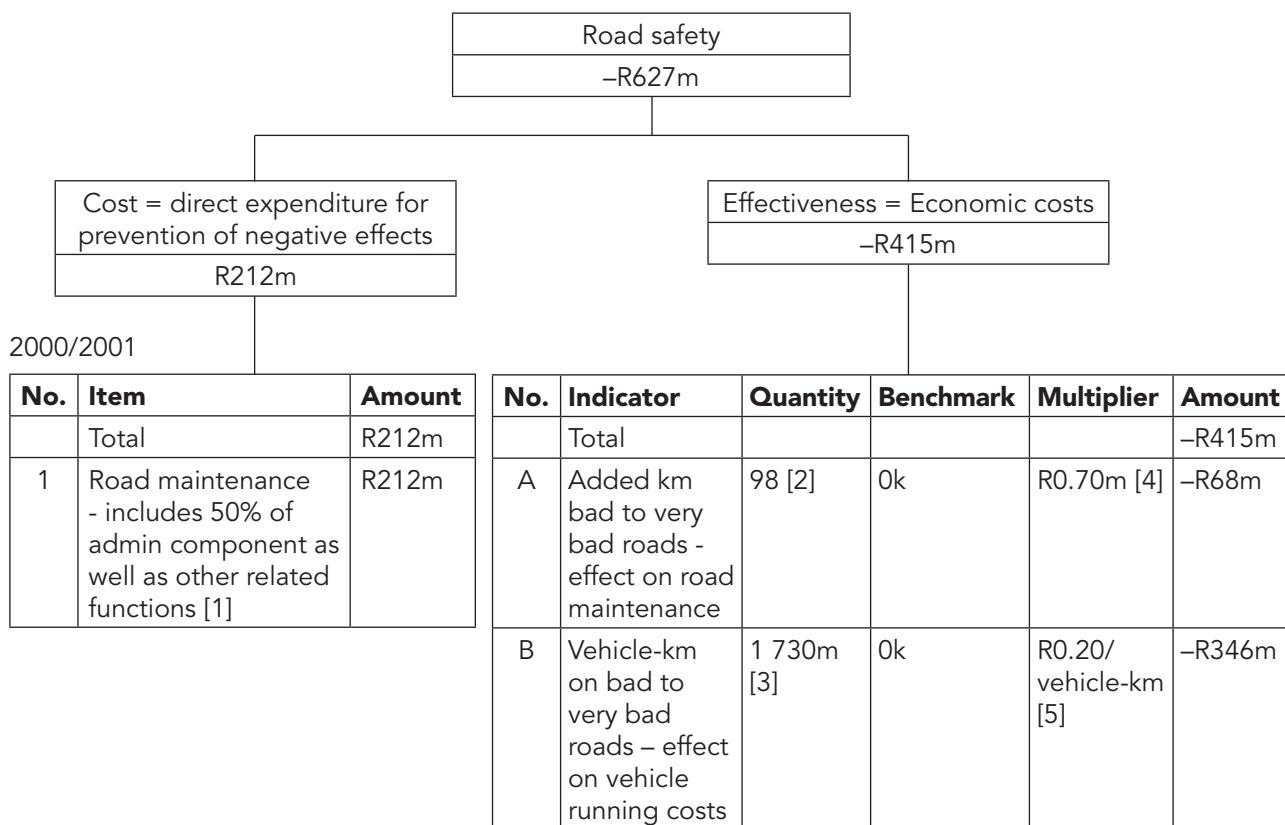 Road safety
–R627m
Cost = direct expenditure for
prevention of negative effects
R212m
Effectiveness = Economic costs
–R415m
2000/2001
No. Item Amount
Total R212m
1 Road maintenance R212m
- includes 50% of
admin component as
well as other related
functions [1]
No. Indicator Quantity Benchmark Multiplier Amount
Total –R415m
A Added km 98 [2] 0k R0.70m [4] –R68m
bad to very
bad roads -
effect on road
maintenance
B Vehicle-km 1 730m 0k R0.20/ –R346m
on bad to [3] vehicle-km
very bad [5]
roads – effect
on vehicle
running costs